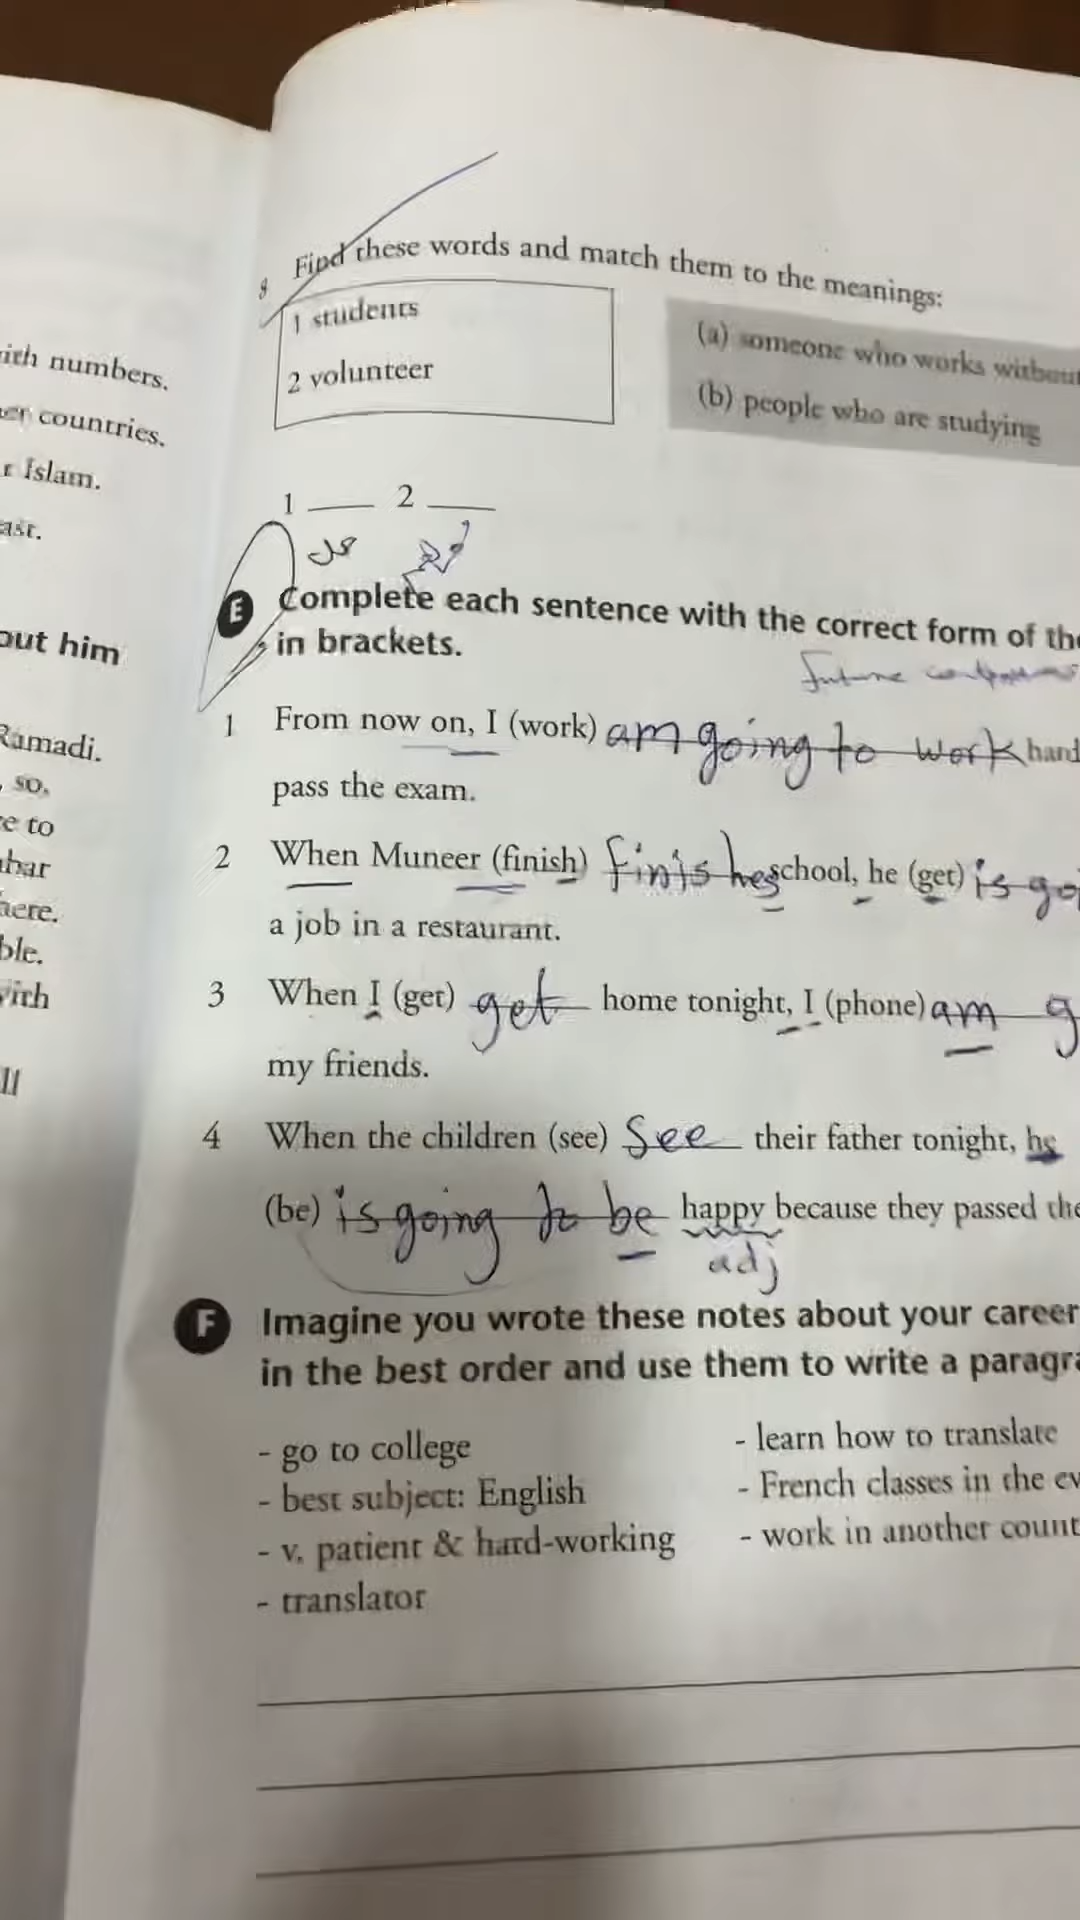 ith numbers.
countries.
r Islam.
ast.
out him
Ramadi.
so,
e to
nbar
here.
ble.
with
ll
8 Find these words and match them to the meanings:
1 students
2 volunteer
(a) someone who works without
(b) people who are studying
1 ___ 2 ___
E Complete each sentence with the correct form of the
in brackets.
future
1 From now on, I (work) am going to work hard
pass the exam.
2 When Muneer (finish) finishes school, he (get) is goi
a job in a restaurant.
3 When I (get) get home tonight, I (phone) am g
my friends.
4 When the children (see) See their father tonight, he
(be) is going to be happy because they passed the
adj
F Imagine you wrote these notes about your career
in the best order and use them to write a paragra
- go to college
- best subject: English
- v. patient & hard-working
- translator
- learn how to translate
- French classes in the ev
- work in another count